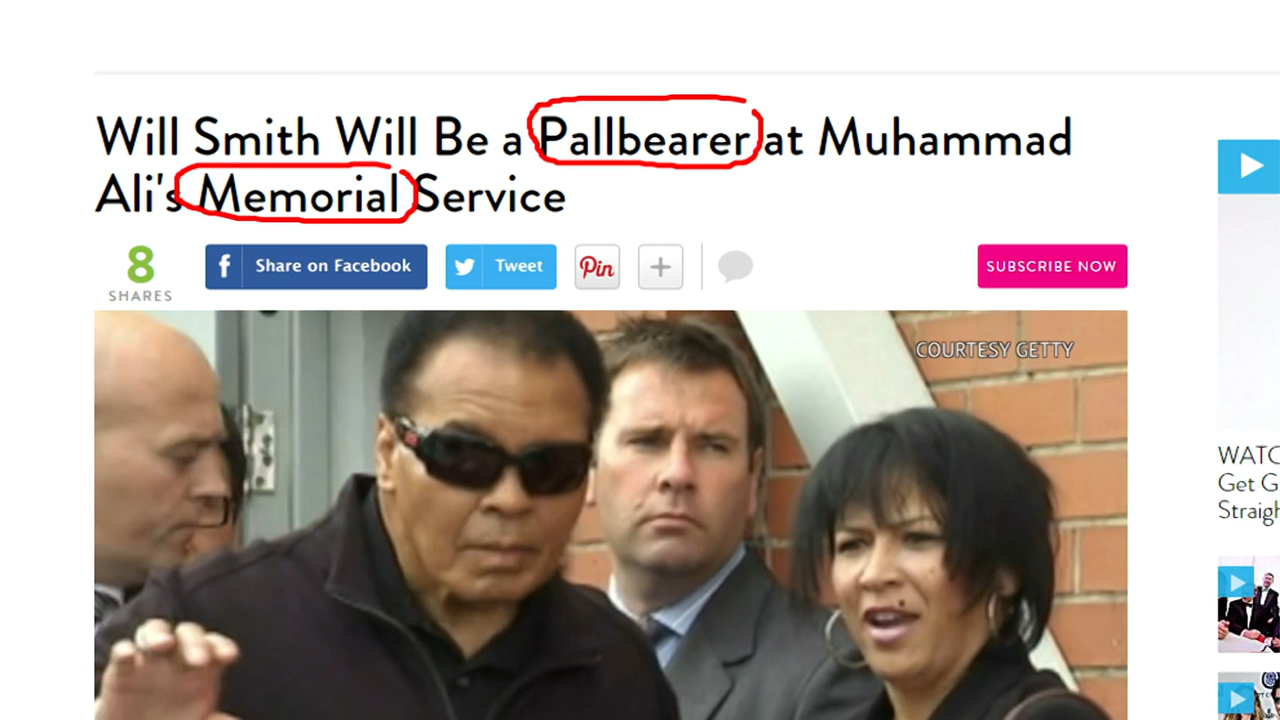 Will Smith Will Be a Pallbearer at Muhammad
Ali's Memorial Service
8
SHARES
f Share on Facebook
Tweet
Pin
+
SUBSCRIBE NOW
COURTESY GETTY
WATC
Get G
Straigh